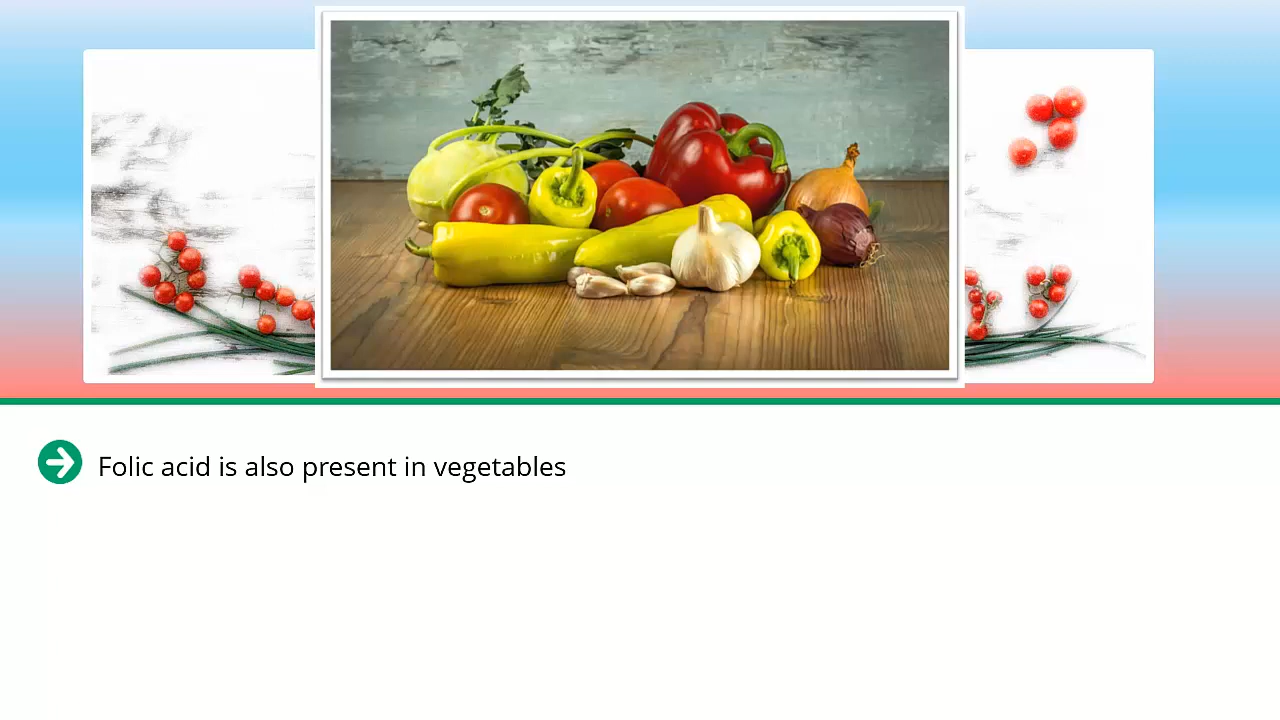 Folic acid is also present in vegetables